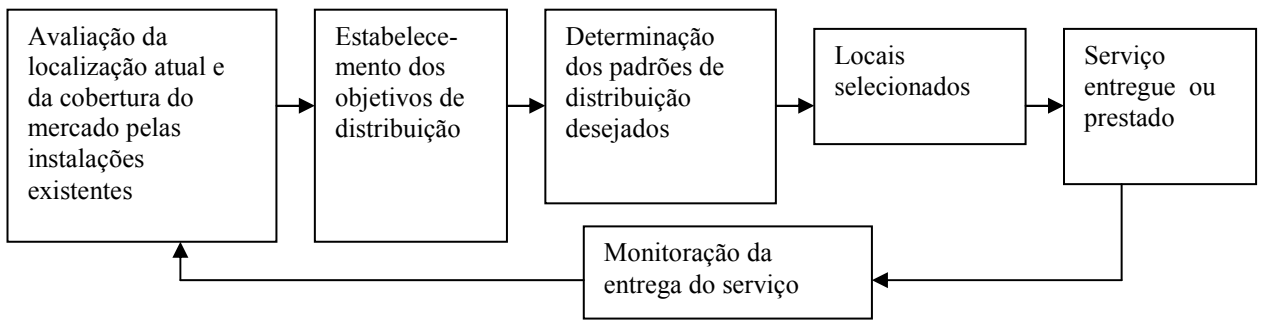 Avaliação da
localização atual e
da cobertura do
mercado pelas
instalações
existentes
Estabelece-
mento dos
objetivos de
distribuição
Determinação
dos padrões de
distribuição
desejados
Locais
selecionados
Serviço
entregue ou
prestado
Monitoração da
entrega do serviço